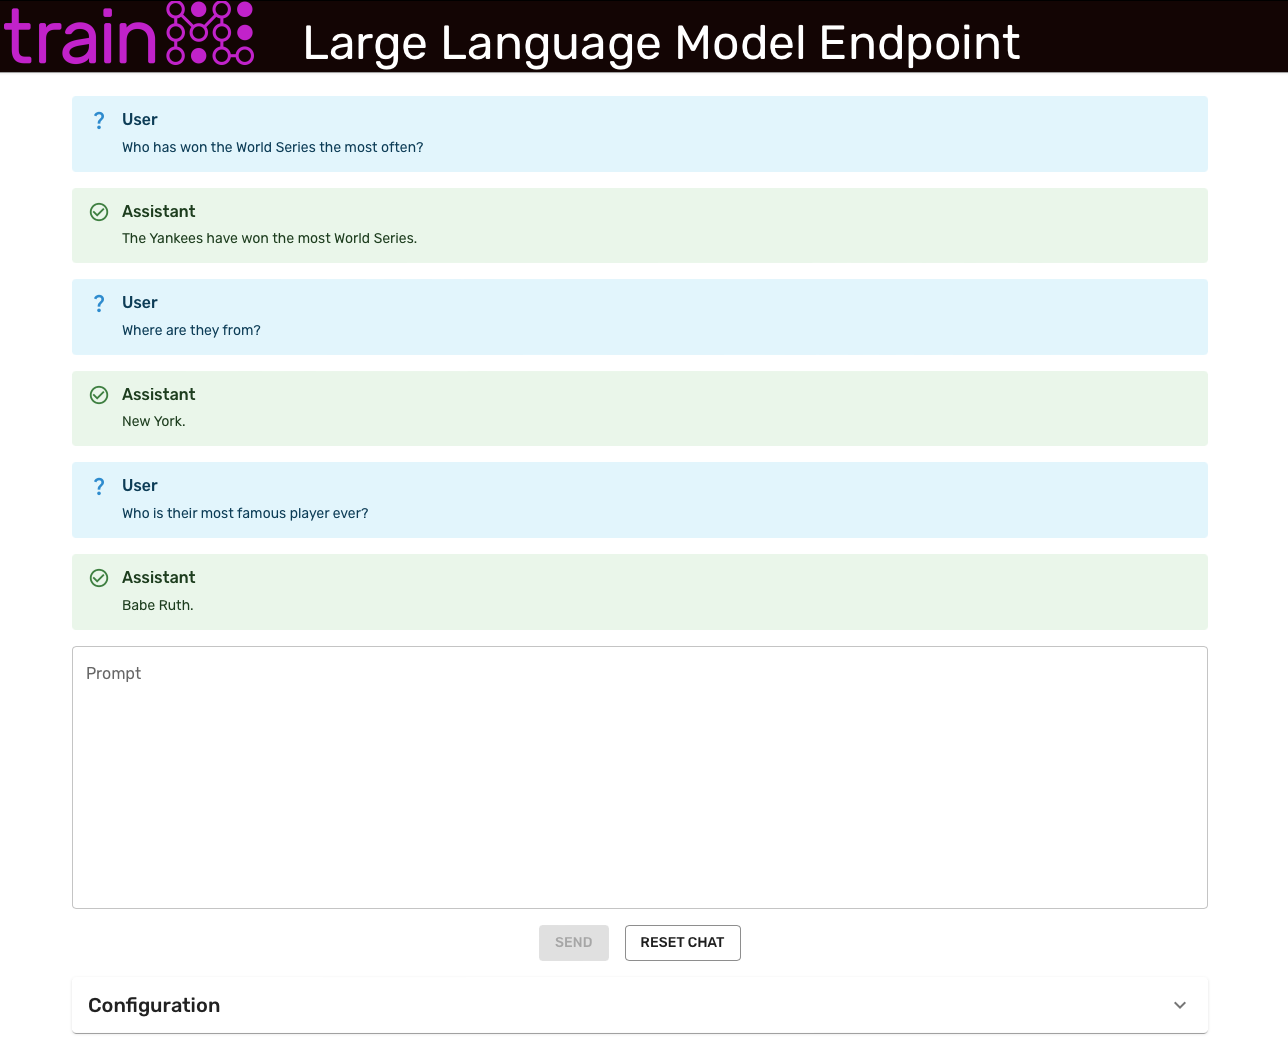 train
Large Language Model Endpoint
? User
Who has won the World Series the most often?
Assistant
The Yankees have won the most World Series.
? User
Where are they from?
Assistant
New York.
? User
Who is their most famous player ever?
Assistant
Babe Ruth.
Prompt
SEND RESET CHAT
Configuration